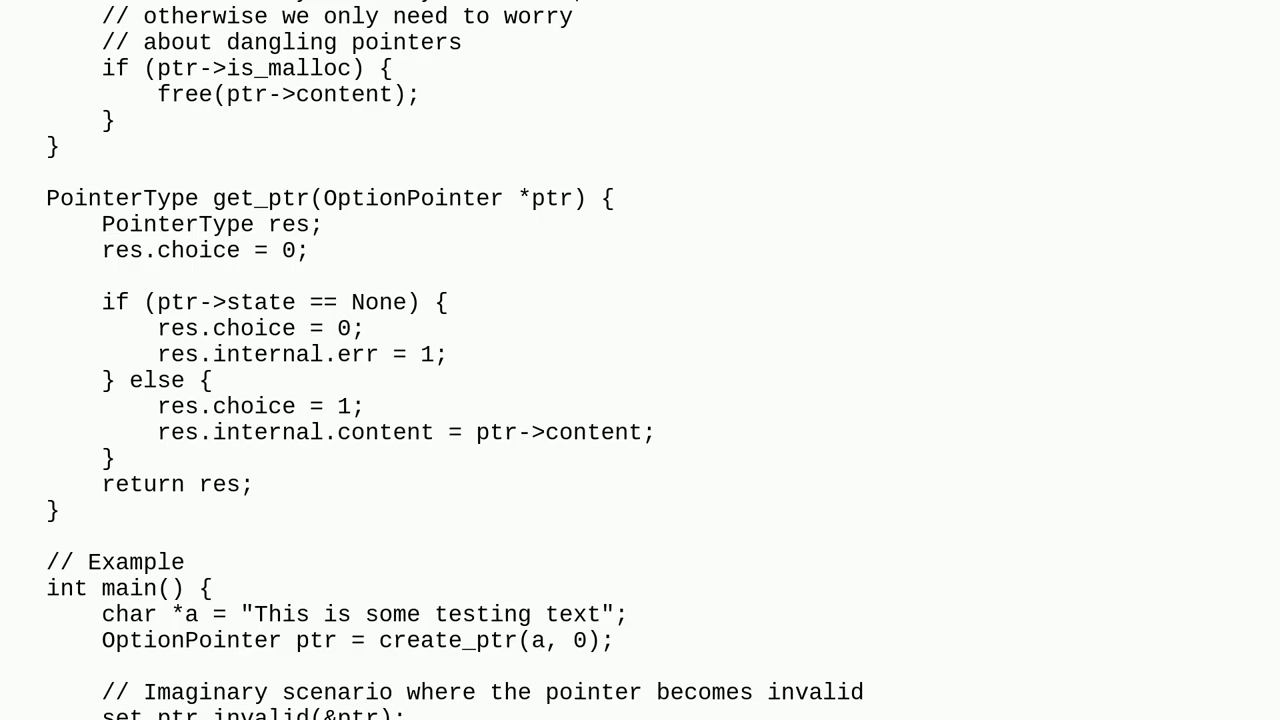 // otherwise we only need to worry
// about dangling pointers
if (ptr->is_malloc) {
free(ptr->content);
}
}
PointerType get_ptr(OptionPointer *ptr) {
PointerType res;
res.choice = 0;
if (ptr->state == None) {
res.choice = 0;
res.internal.err = 1;
} else {
res.choice = 1;
res.internal.content = ptr->content;
}
return res;
}
// Example
int main() {
char *a = "This is some testing text";
OptionPointer ptr = create_ptr(a, 0);
// Imaginary scenario where the pointer becomes invalid
set_ptr_invalid(&ptr);